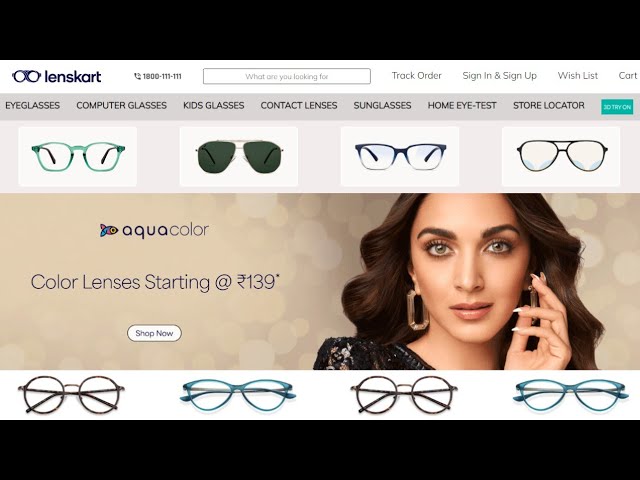 lenskart
1800-111-111
What are you looking for
Track Order
Sign In & Sign Up
Wish List
Cart
EYEGLASSES
COMPUTER GLASSES
KIDS GLASSES
CONTACT LENSES
SUNGLASSES
HOME EYE-TEST
STORE LOCATOR
3D TRY ON
aquacolor
Color Lenses Starting @ ₹139*
Shop Now